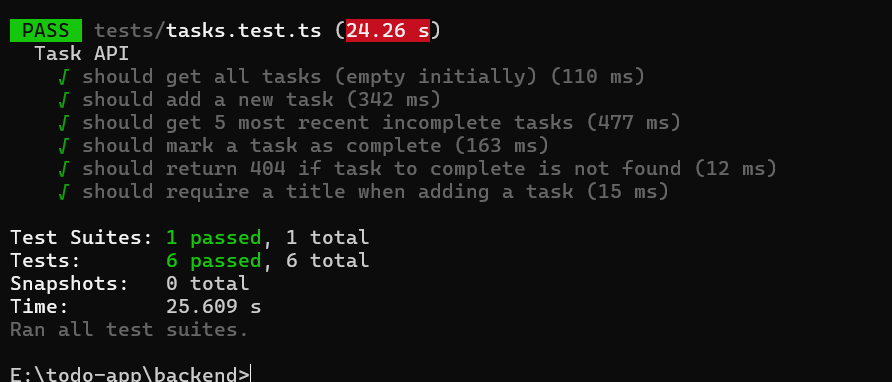 PASS tests/tasks.test.ts (24.26 s)
Task API
√ should get all tasks (empty initially) (110 ms)
√ should add a new task (342 ms)
√ should get 5 most recent incomplete tasks (477 ms)
√ should mark a task as complete (163 ms)
√ should return 404 if task to complete is not found (12 ms)
√ should require a title when adding a task (15 ms)
Test Suites: 1 passed, 1 total
Tests: 6 passed, 6 total
Snapshots: 0 total
Time: 25.609 s
Ran all test suites.
E:\todo-app\backend>